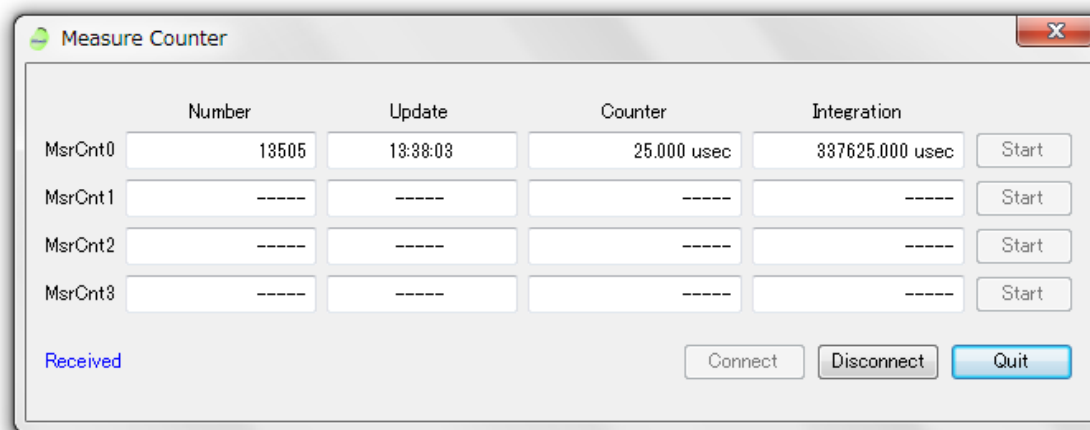 Measure Counter
Number Update Counter Integration
MsrCnt0 13505 13:38:03 25.000 usec 337625.000 usec Start
MsrCnt1 ----- ----- ----- ----- Start
MsrCnt2 ----- ----- ----- ----- Start
MsrCnt3 ----- ----- ----- ----- Start
Received Connect Disconnect Quit